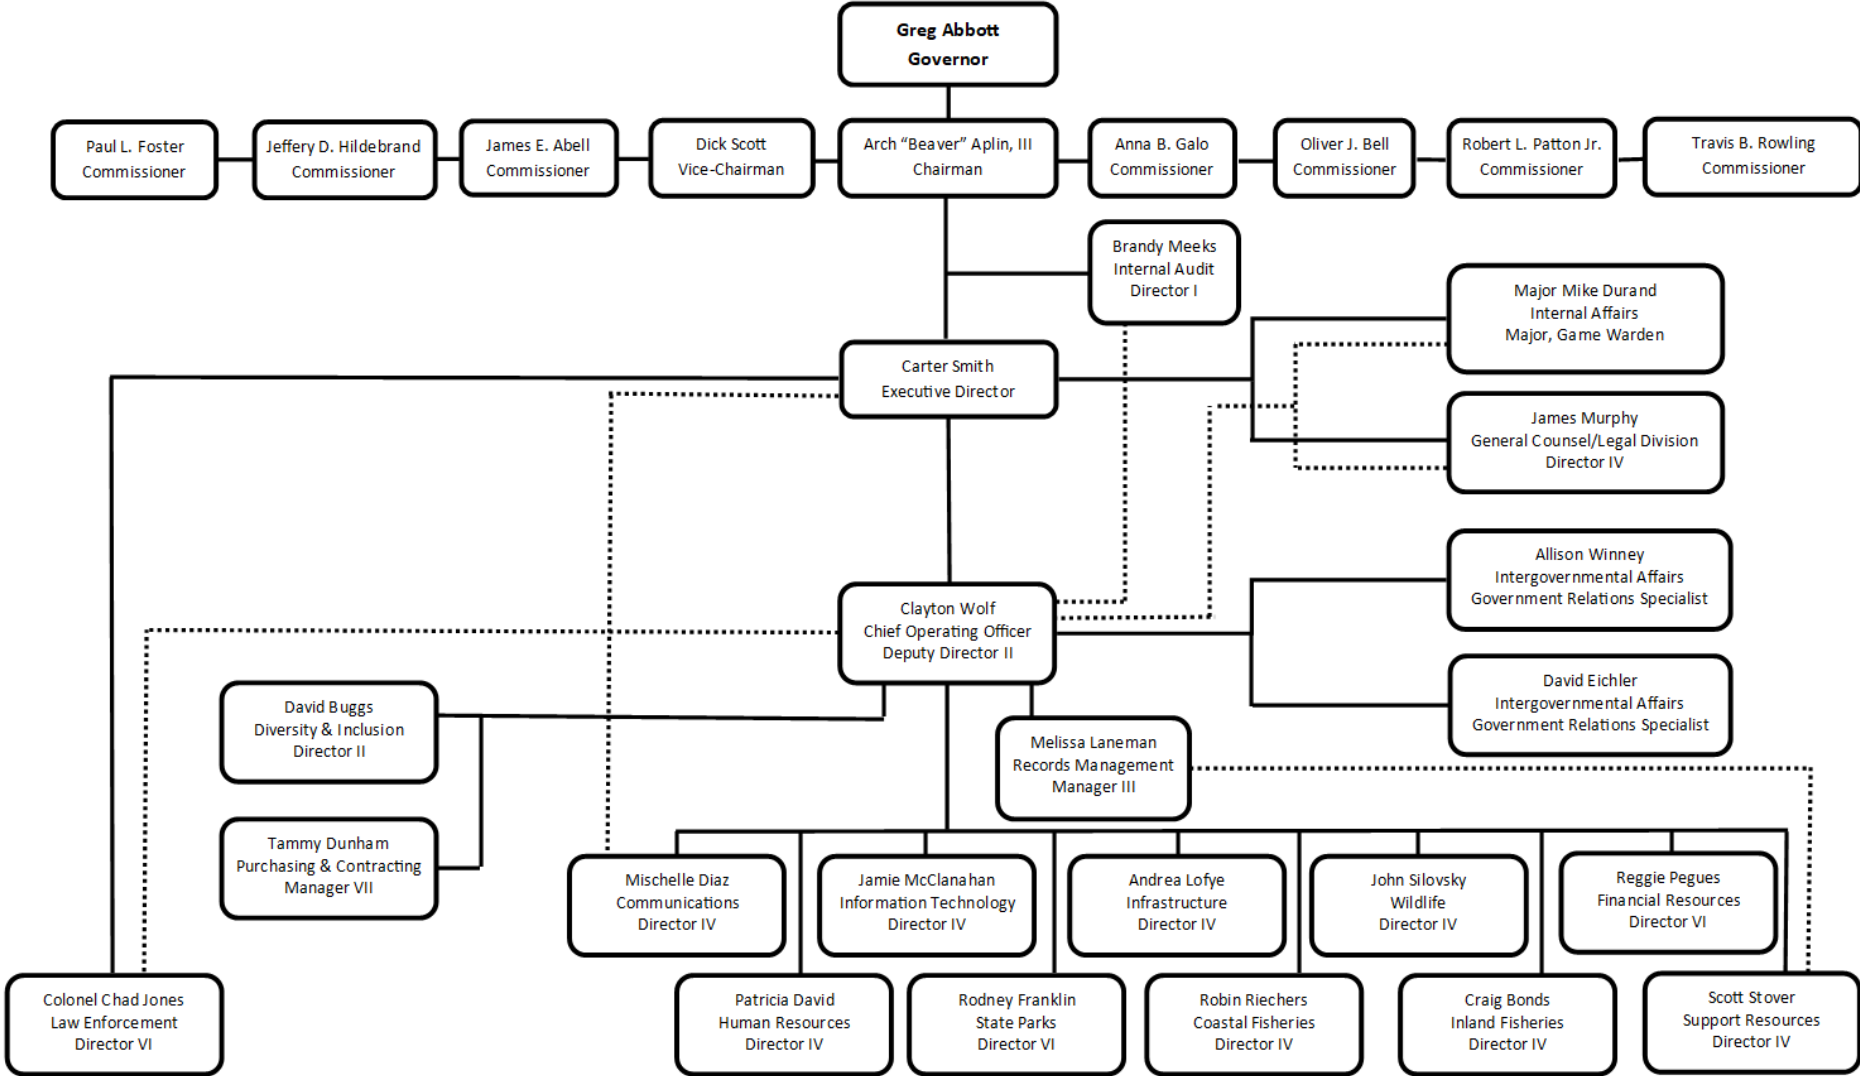 Greg Abbott
Governor
Paul L. Foster
Commissioner
Jeffery D. Hildebrand
Commissioner
James E. Abell
Commissioner
Dick Scott
Vice-Chairman
Arch “Beaver” Aplin, III
Chairman
Anna B. Galo
Commissioner
Oliver J. Bell
Commissioner
Robert L. Patton Jr.
Commissioner
Travis B. Rowling
Commissioner
Brandy Meeks
Internal Audit
Director I
Major Mike Durand
Internal Affairs
Major, Game Warden
Carter Smith
Executive Director
James Murphy
General Counsel/Legal Division
Director IV
Allison Winney
Intergovernmental Affairs
Government Relations Specialist
Clayton Wolf
Chief Operating Officer
Deputy Director II
David Eichler
Intergovernmental Affairs
Government Relations Specialist
David Buggs
Diversity & Inclusion
Director II
Melissa Laneman
Records Management
Manager III
Tammy Dunham
Purchasing & Contracting
Manager VII
Mischelle Diaz
Communications
Director IV
Jamie McClanahan
Information Technology
Director IV
Andrea Lofye
Infrastructure
Director IV
John Silovsky
Wildlife
Director IV
Reggie Pegues
Financial Resources
Director VI
Colonel Chad Jones
Law Enforcement
Director VI
Patricia David
Human Resources
Director IV
Rodney Franklin
State Parks
Director VI
Robin Riechers
Coastal Fisheries
Director IV
Craig Bonds
Inland Fisheries
Director IV
Scott Stover
Support Resources
Director IV